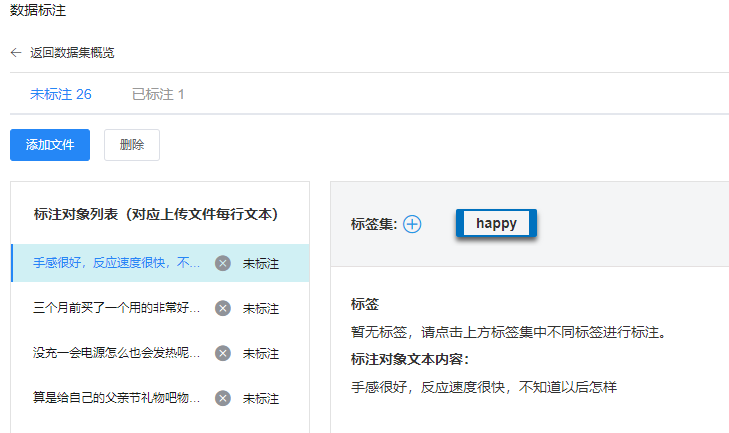 数据标注
← 返回数据集概览
未标注 26 已标注 1
添加文件 删除
标注对象列表（对应上传文件每行文本）
手感很好，反应速度很快，不... 未标注
三个月前买了一个用的非常好... 未标注
没充一会电源怎么也会发热呢... 未标注
算是给自己的父亲节礼物吧物... 未标注
标签集: happy
标签
暂无标签，请点击上方标签集中不同标签进行标注。
标注对象文本内容：
手感很好，反应速度很快，不知道以后怎样